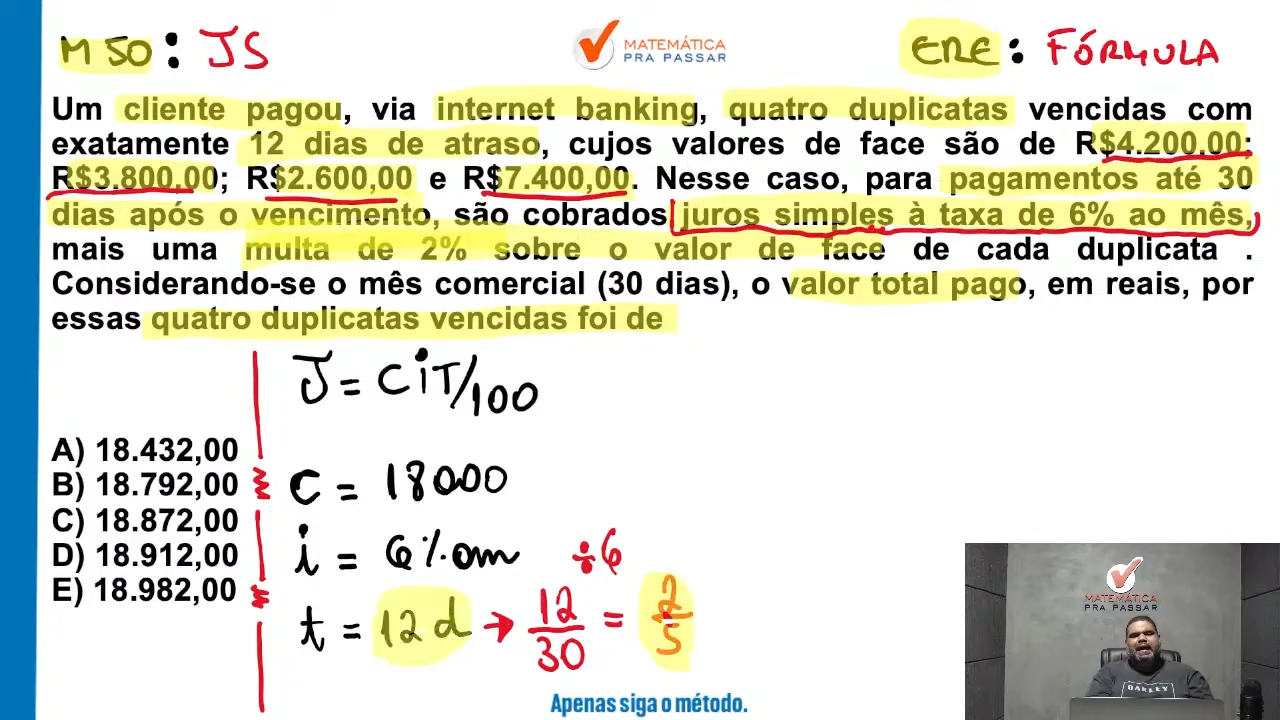 M50: JS
MATEMÁTICA
PRA PASSAR
ERE: FÓRMULA
Um cliente pagou, via internet banking, quatro duplicatas vencidas com
exatamente 12 dias de atraso, cujos valores de face são de R$4.200,00;
R$3.800,00; R$2.600,00 e R$7.400,00. Nesse caso, para pagamentos até 30
dias após o vencimento, são cobrados juros simples à taxa de 6% ao mês,
mais uma multa de 2% sobre o valor de face de cada duplicata .
Considerando-se o mês comercial (30 dias), o valor total pago, em reais, por
essas quatro duplicatas vencidas foi de
J = CiT/100
A) 18.432,00
B) 18.792,00
C) 18.872,00
D) 18.912,00
E) 18.982,00
C = 18000
i = 6% am ÷6
t = 12d → 12/30 = 2/5
MATEMÁTICA
PRA PASSAR
OAKLEY
Apenas siga o método.